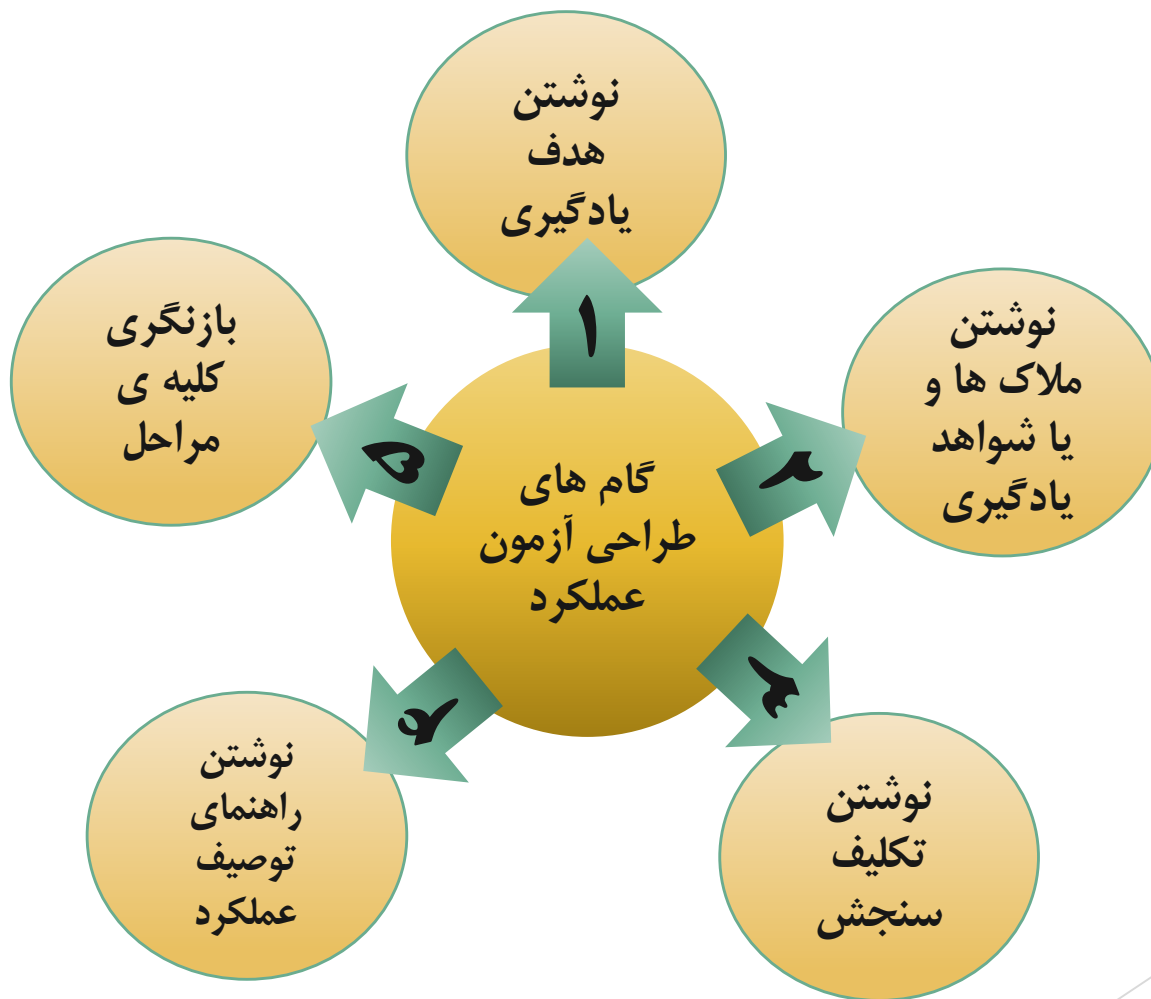 گام های
طراحی آزمون
عملکرد
۱
نوشتن
هدف
یادگیری
۲
نوشتن
ملاک ها و
یا شواهد
یادگیری
۳
نوشتن
تکلیف
سنجش
۴
نوشتن
راهنمای
توصیف
عملکرد
۵
بازنگری
کلیه ی
مراحل